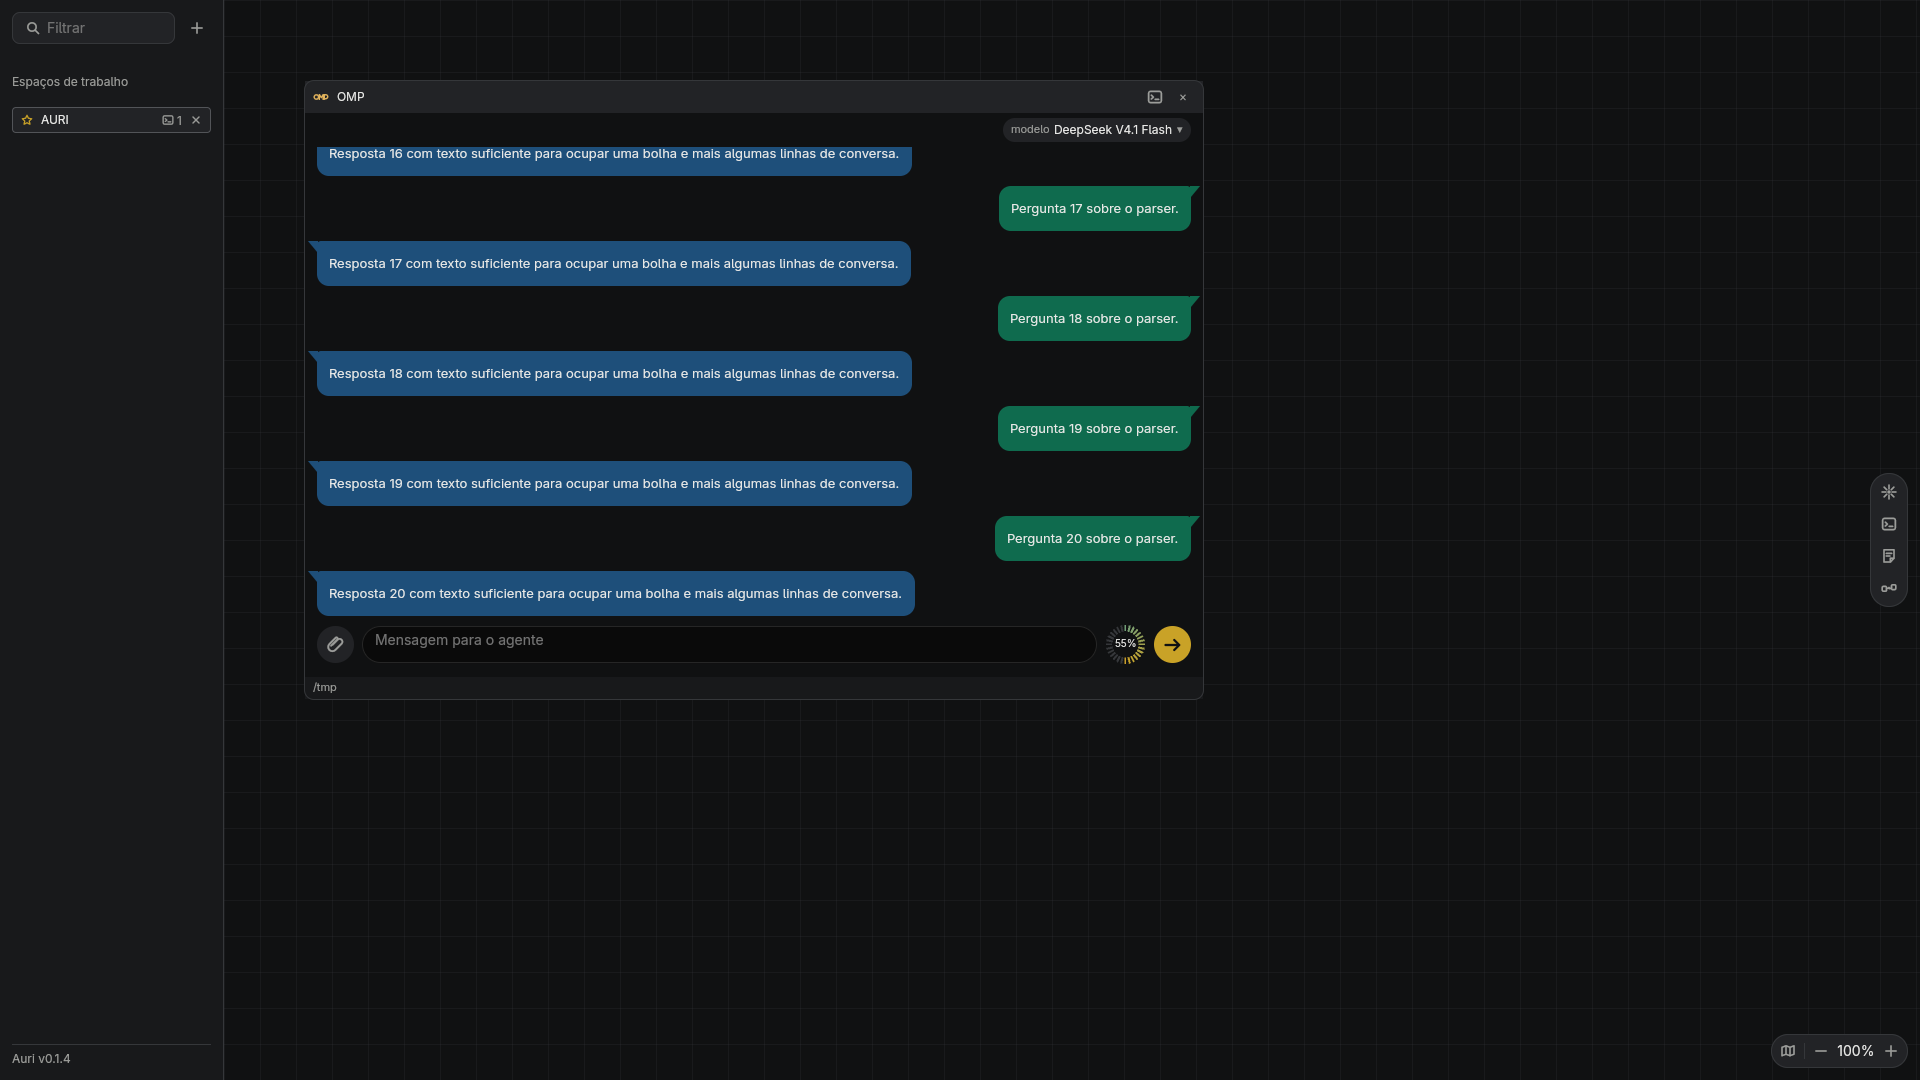 Filtrar
Espaços de trabalho
AURI
1
OMP
modelo DeepSeek V4.1 Flash
Resposta 16 com texto suficiente para ocupar uma bolha e mais algumas linhas de conversa.
Pergunta 17 sobre o parser.
Resposta 17 com texto suficiente para ocupar uma bolha e mais algumas linhas de conversa.
Pergunta 18 sobre o parser.
Resposta 18 com texto suficiente para ocupar uma bolha e mais algumas linhas de conversa.
Pergunta 19 sobre o parser.
Resposta 19 com texto suficiente para ocupar uma bolha e mais algumas linhas de conversa.
Pergunta 20 sobre o parser.
Resposta 20 com texto suficiente para ocupar uma bolha e mais algumas linhas de conversa.
Mensagem para o agente
55%
/tmp
Auri v0.1.4
100%